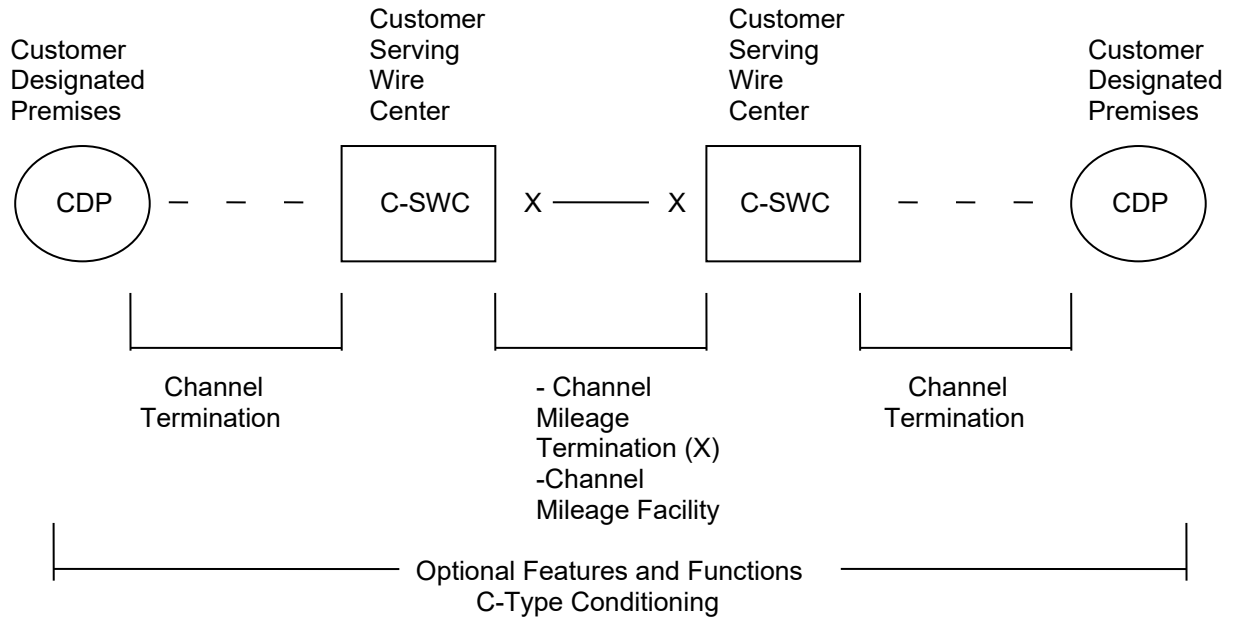 Customer
Serving
Wire
Center
Customer
Serving
Wire
Center
Customer
Designated
Premises
Customer
Designated
Premises
CDP
C-SWC
X
X
C-SWC
CDP
Channel
Termination
- Channel
Mileage
Termination (X)
-Channel
Mileage Facility
Channel
Termination
Optional Features and Functions
C-Type Conditioning